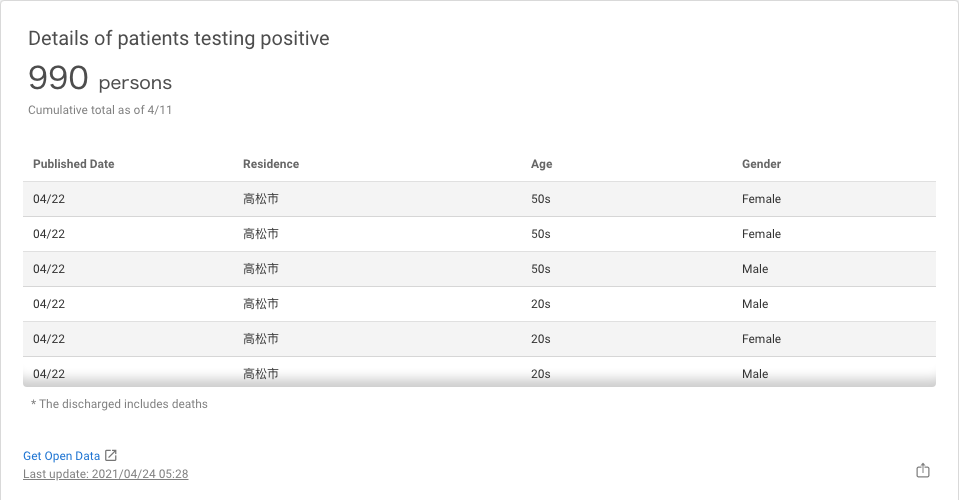 Details of patients testing positive
990 persons
Cumulative total as of 4/11
Published Date Residence Age Gender
04/22 高松市 50s Female
04/22 高松市 50s Female
04/22 高松市 50s Male
04/22 高松市 20s Male
04/22 高松市 20s Female
04/22 高松市 20s Male
* The discharged includes deaths
Get Open Data
Last update: 2021/04/24 05:28